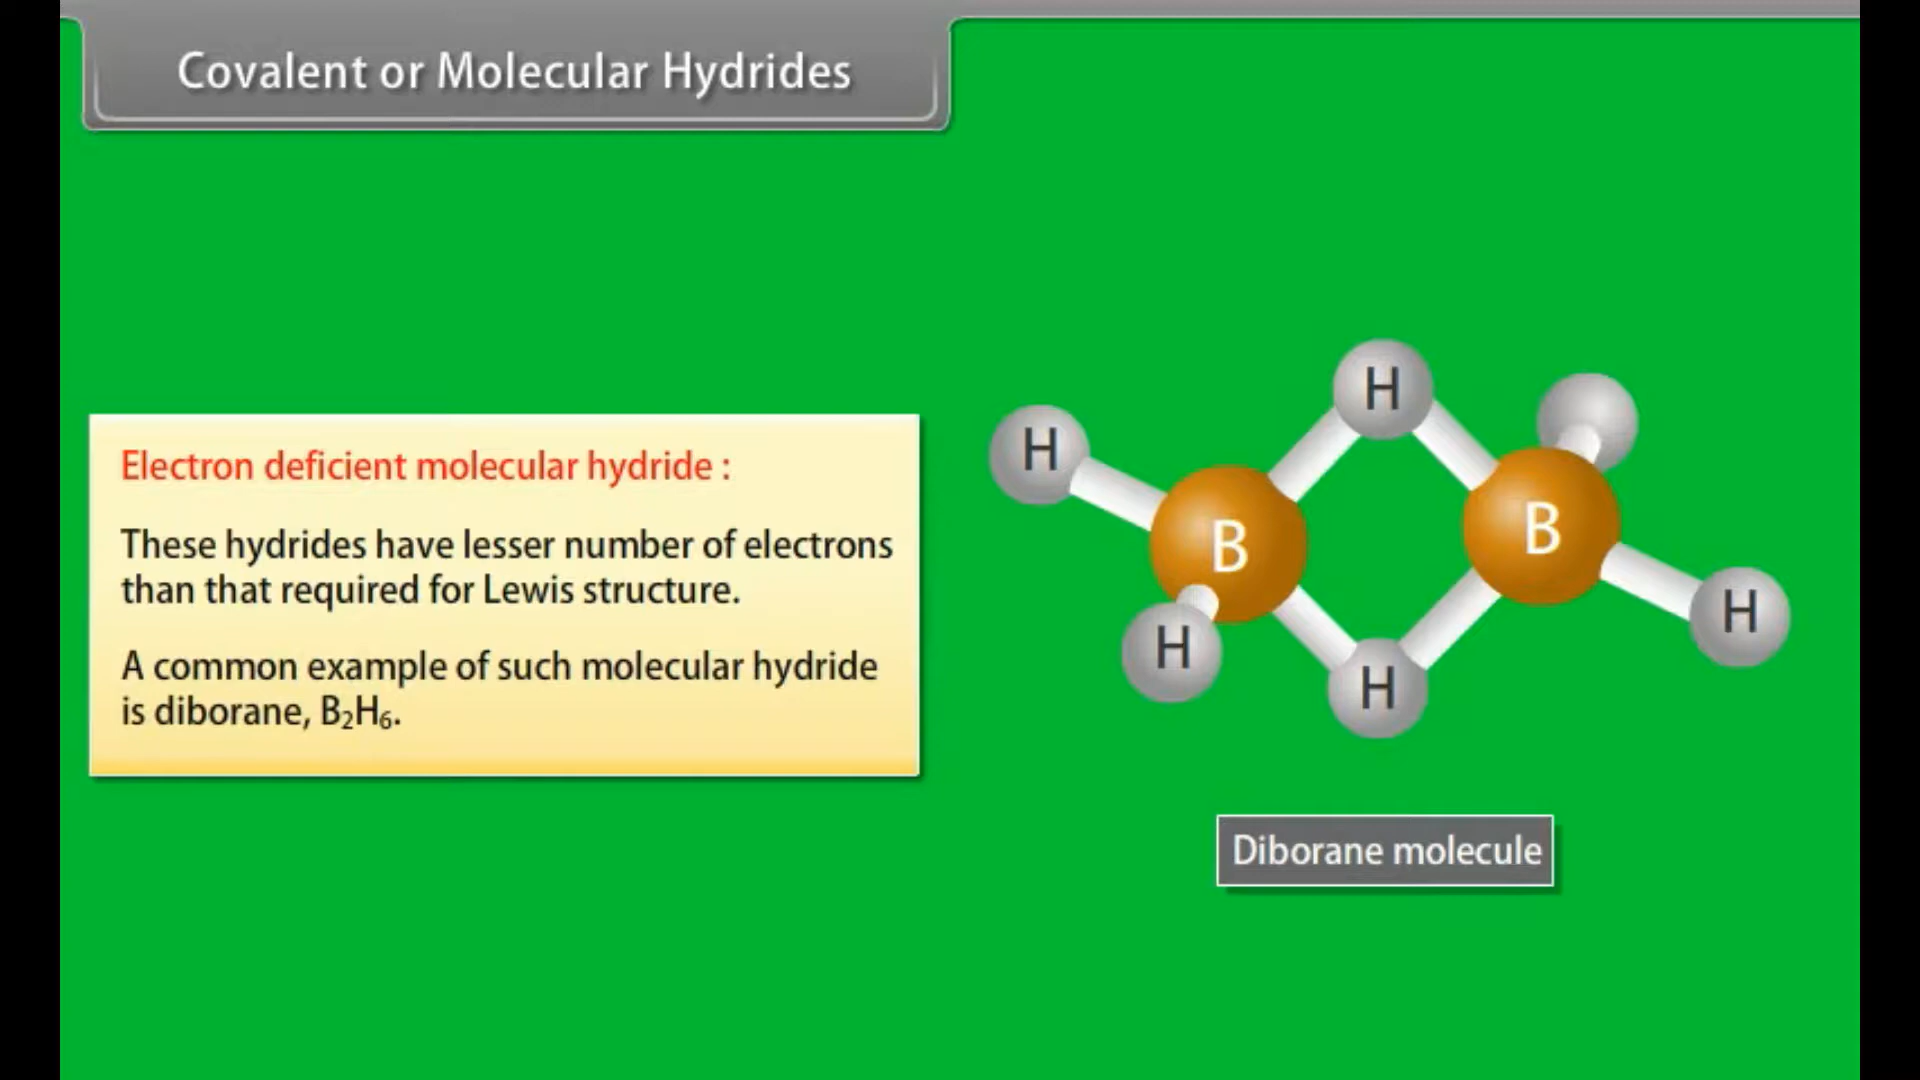 Covalent or Molecular Hydrides
Electron deficient molecular hydride :
These hydrides have lesser number of electrons
than that required for Lewis structure.
A common example of such molecular hydride
is diborane, B₂H₆.
H
H
B
B
H
H
H
Diborane molecule